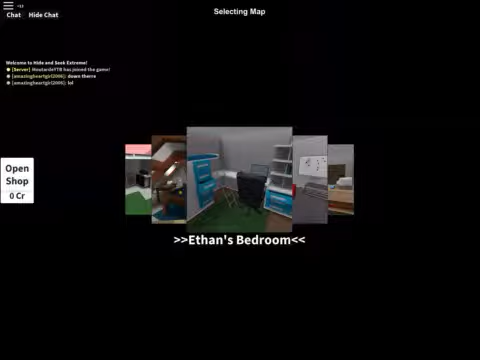 Selecting Map
Chat
Hide Chat
Welcome to Hide and Seek Extreme!
[Server] MoutardeYTB has joined the game!
[amazingheartgirl2006]: down there
[amazingheartgirl2006]: lol
Open
Shop
0 Cr
>>Ethan's Bedroom<<